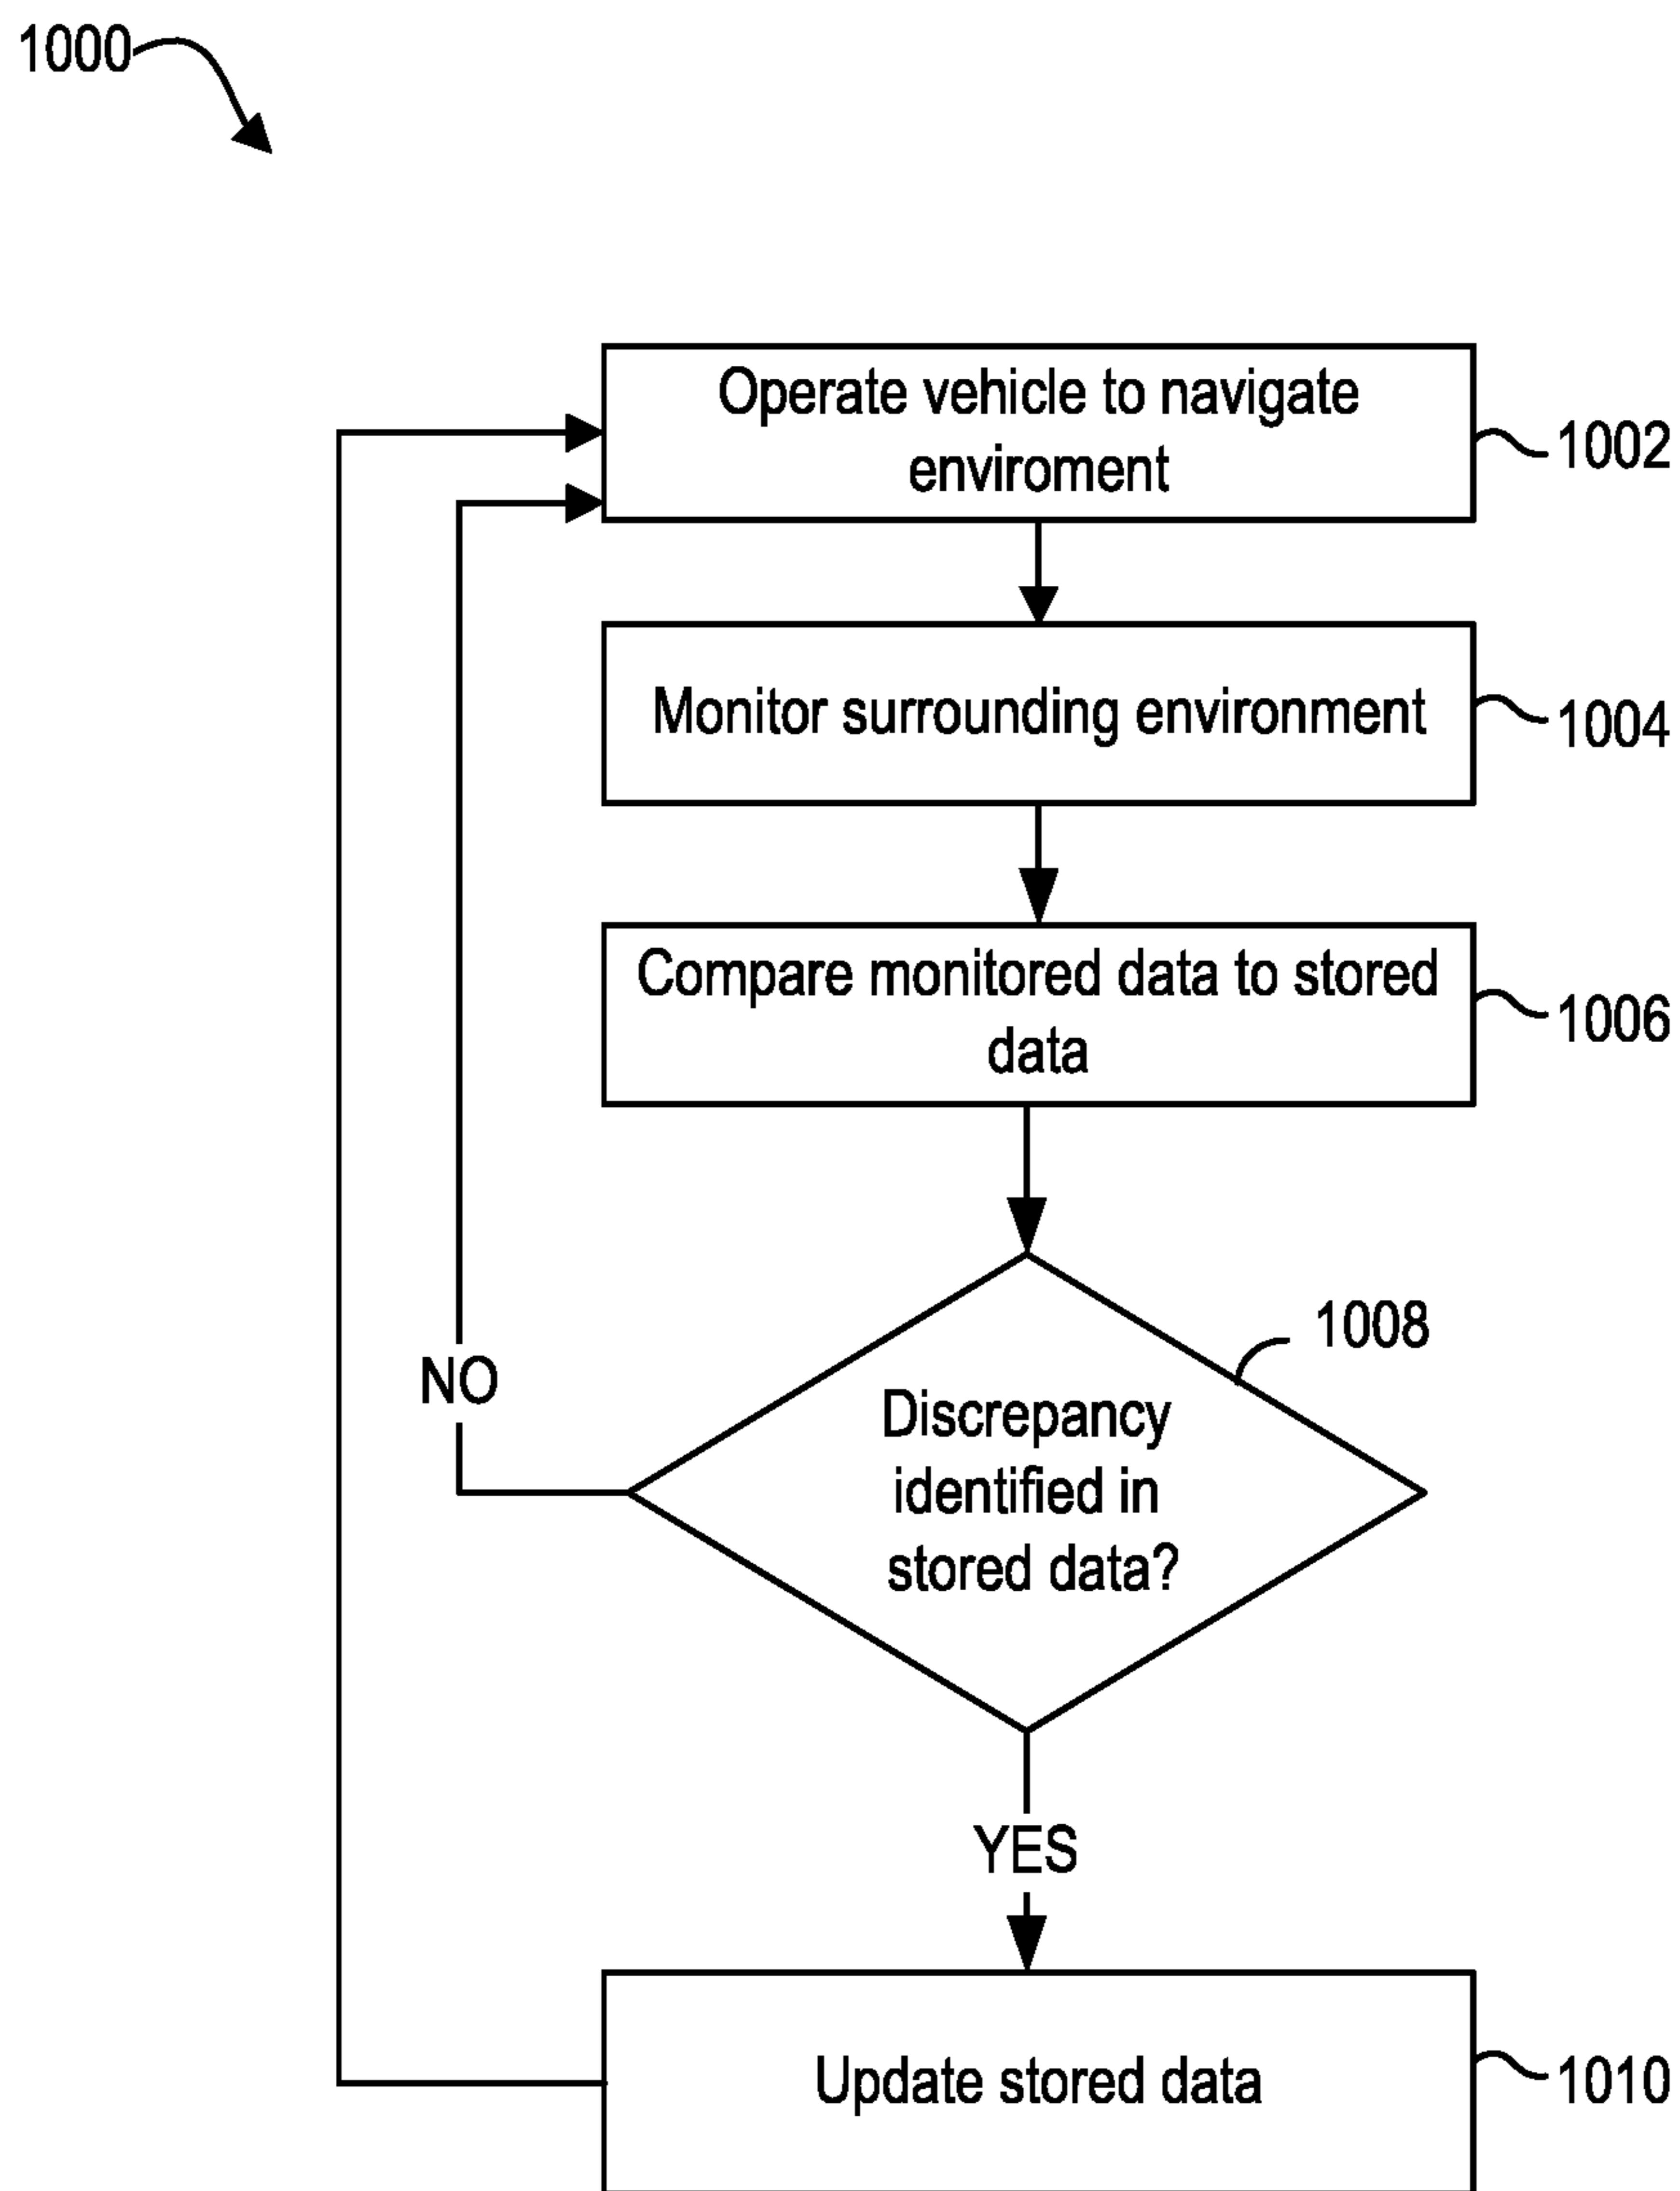 1000
Operate vehicle to navigate
enviroment
1002
Monitor surrounding environment
1004
Compare monitored data to stored
data
1006
1008
Discrepancy
identified in
stored data?
NO
YES
Update stored data
1010